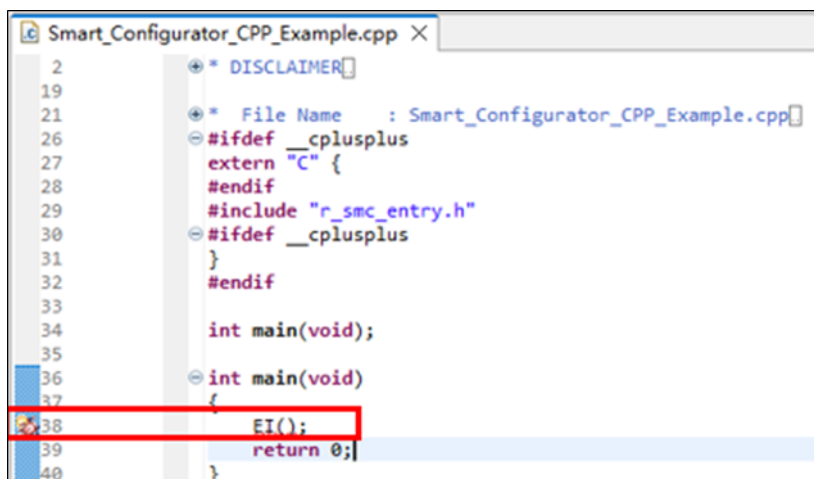 Smart_Configurator_CPP_Example.cpp
2 * DISCLAIMER
19
21 * File Name : Smart_Configurator_CPP_Example.cpp
26 #ifdef __cplusplus
27 extern "C" {
28 #endif
29 #include "r_smc_entry.h"
30 #ifdef __cplusplus
31 }
32 #endif
33
34 int main(void);
35
36 int main(void)
37 {
38 EI();
39 return 0;
40 }